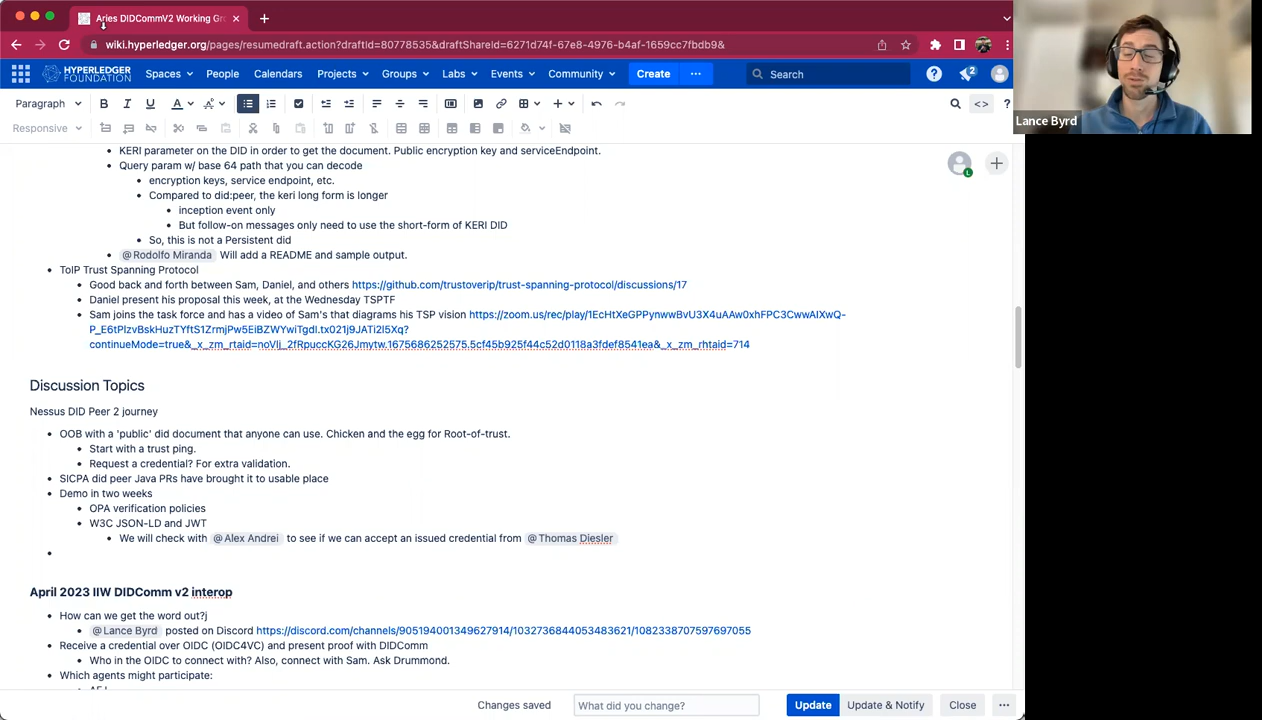 Aries DIDCommV2 Working Gr
wiki.hyperledger.org/pages/resumedraft.action?draftId=80778535&draftShareId=6271d74f-67e8-4976-b4af-1659cc7fbdb9&
HYPERLEDGER
FOUNDATION
Spaces People Calendars Projects Groups Labs Events Community Create ... Search 2
Paragraph B I U A <> ?
Responsive
Lance Byrd
KERI parameter on the DID in order to get the document. Public encryption key and serviceEndpoint.
Query param w/ base 64 path that you can decode
encryption keys, service endpoint, etc.
Compared to did:peer, the keri long form is longer
inception event only
But follow-on messages only need to use the short-form of KERI DID
So, this is not a Persistent did
@Rodolfo Miranda Will add a README and sample output.
ToIP Trust Spanning Protocol
Good back and forth between Sam, Daniel, and others https://github.com/trustoverip/trust-spanning-protocol/discussions/17
Daniel present his proposal this week, at the Wednesday TSPTF
Sam joins the task force and has a video of Sam's that diagrams his TSP vision https://zoom.us/rec/play/1EcHtXeGPPynwwBvU3X4uAAw0xhFPC3CwwAIXwQ-
P_E6tPlzvBskHuzTYftS1ZrmjPw5EiBZWYwiTgdl.tx021j9JATi2l5Xq?
continueMode=true&_x_zm_rtaid=noVlj_2fRpuccKG26Jmytw.1675686252575.5cf45b925f44c52d0118a3fdef8541ea&_x_zm_rhtaid=714
Discussion Topics
Nessus DID Peer 2 journey
OOB with a 'public' did document that anyone can use. Chicken and the egg for Root-of-trust.
Start with a trust ping.
Request a credential? For extra validation.
SICPA did peer Java PRs have brought it to usable place
Demo in two weeks
OPA verification policies
W3C JSON-LD and JWT
We will check with @Alex Andrei to see if we can accept an issued credential from @Thomas Diesler
April 2023 IIW DIDComm v2 interop
How can we get the word out?j
@Lance Byrd posted on Discord https://discord.com/channels/905194001349627914/1032736844053483621/1082338707597697055
Receive a credential over OIDC (OIDC4VC) and present proof with DIDComm
Who in the OIDC to connect with? Also, connect with Sam. Ask Drummond.
Which agents might participate:
Changes saved What did you change? Update Update & Notify Close ...